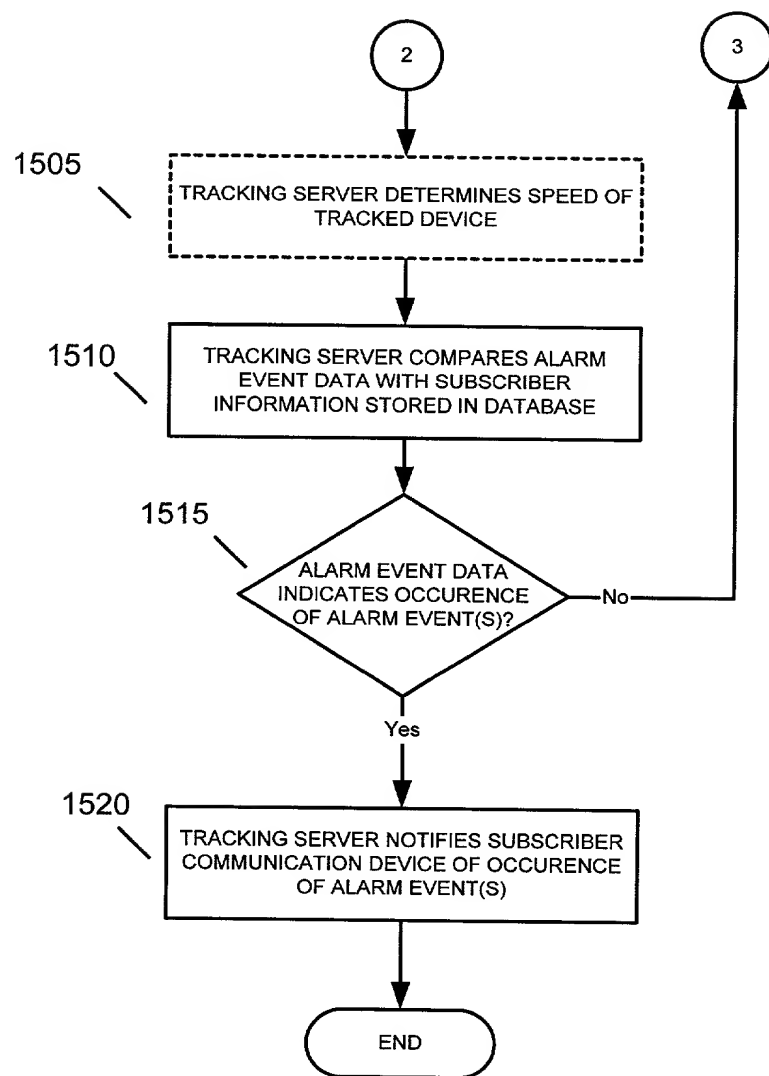 2
3
1505
TRACKING SERVER DETERMINES SPEED OF
TRACKED DEVICE
1510
TRACKING SERVER COMPARES ALARM
EVENT DATA WITH SUBSCRIBER
INFORMATION STORED IN DATABASE
1515
ALARM EVENT DATA
INDICATES OCCURENCE
OF ALARM EVENT(S)?
No
Yes
1520
TRACKING SERVER NOTIFIES SUBSCRIBER
COMMUNICATION DEVICE OF OCCURENCE
OF ALARM EVENT(S)
END